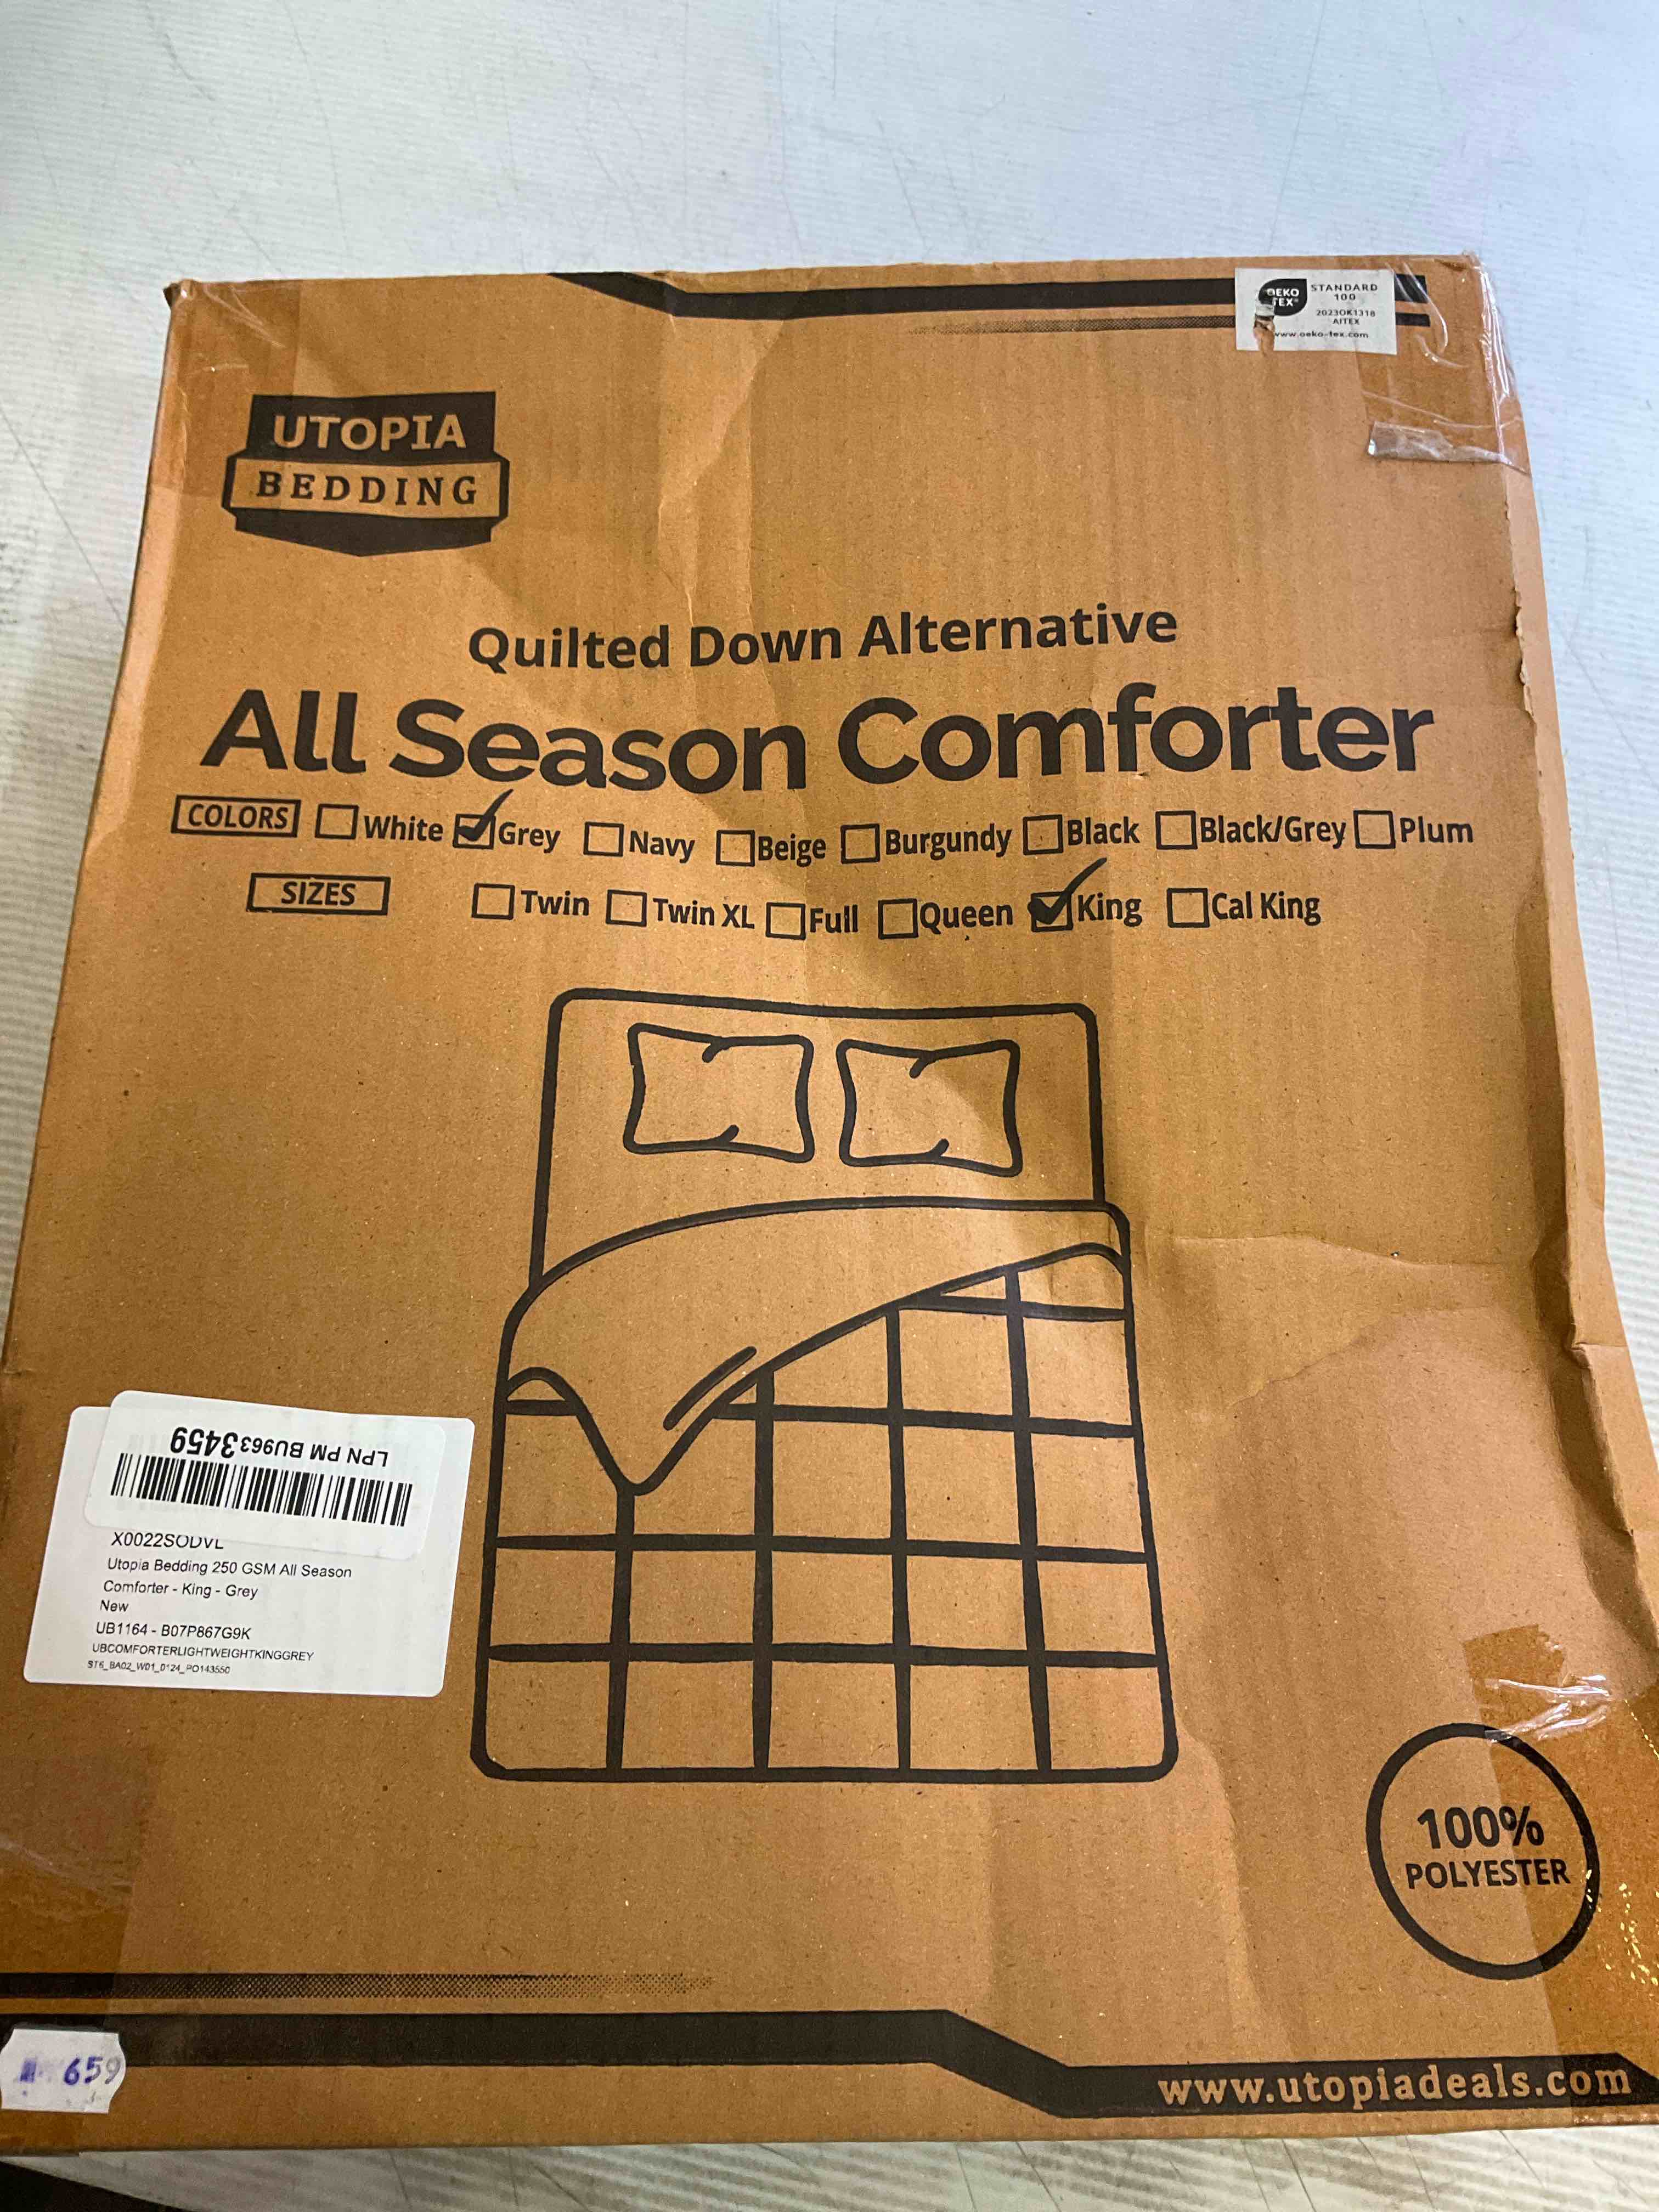 OEKO
TEX®
STANDARD
100
2023OK1318
AITEX
www.oeko-tex.com
UTOPIA
BEDDING
Quilted Down Alternative
All Season Comforter
COLORS White Grey Navy Beige Burgundy Black Black/Grey Plum
SIZES Twin Twin XL Full Queen King Cal King
LPN PM BU9633459
X0022SODVL
Utopia Bedding 250 GSM All Season
Comforter - King - Grey
New
UB1164 - B07P867G9K
UBCOMFORTERLIGHTWEIGHTKINGGREY
ST6_BA02_W01_0124_PO143550
100%
POLYESTER
659
www.utopiadeals.com